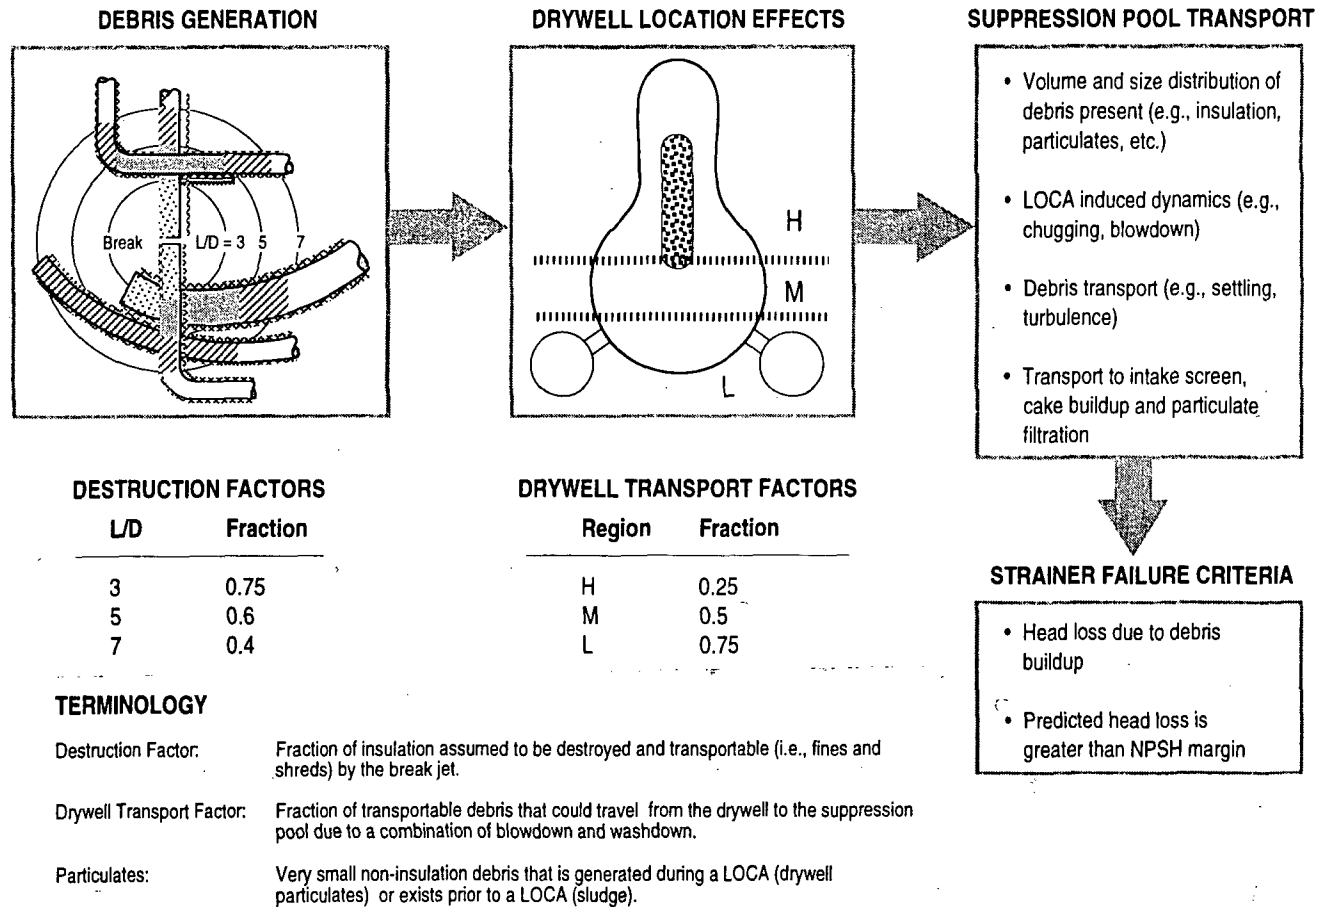 DEBRIS GENERATION
Break
L/D = 3
5
7
DRYWELL LOCATION EFFECTS
H
M
L
SUPPRESSION POOL TRANSPORT
• Volume and size distribution of
debris present (e.g., insulation,
particulates, etc.)
• LOCA induced dynamics (e.g.,
chugging, blowdown)
• Debris transport (e.g., settling,
turbulence)
• Transport to intake screen,
cake buildup and particulate
filtration
DESTRUCTION FACTORS
L/D Fraction
3 0.75
5 0.6
7 0.4
DRYWELL TRANSPORT FACTORS
Region Fraction
H 0.25
M 0.5
L 0.75
STRAINER FAILURE CRITERIA
• Head loss due to debris
buildup
• Predicted head loss is
greater than NPSH margin
TERMINOLOGY
Destruction Factor: Fraction of insulation assumed to be destroyed and transportable (i.e., fines and
shreds) by the break jet.
Drywell Transport Factor: Fraction of transportable debris that could travel from the drywell to the suppression
pool due to a combination of blowdown and washdown.
Particulates: Very small non-insulation debris that is generated during a LOCA (drywell
particulates) or exists prior to a LOCA (sludge).